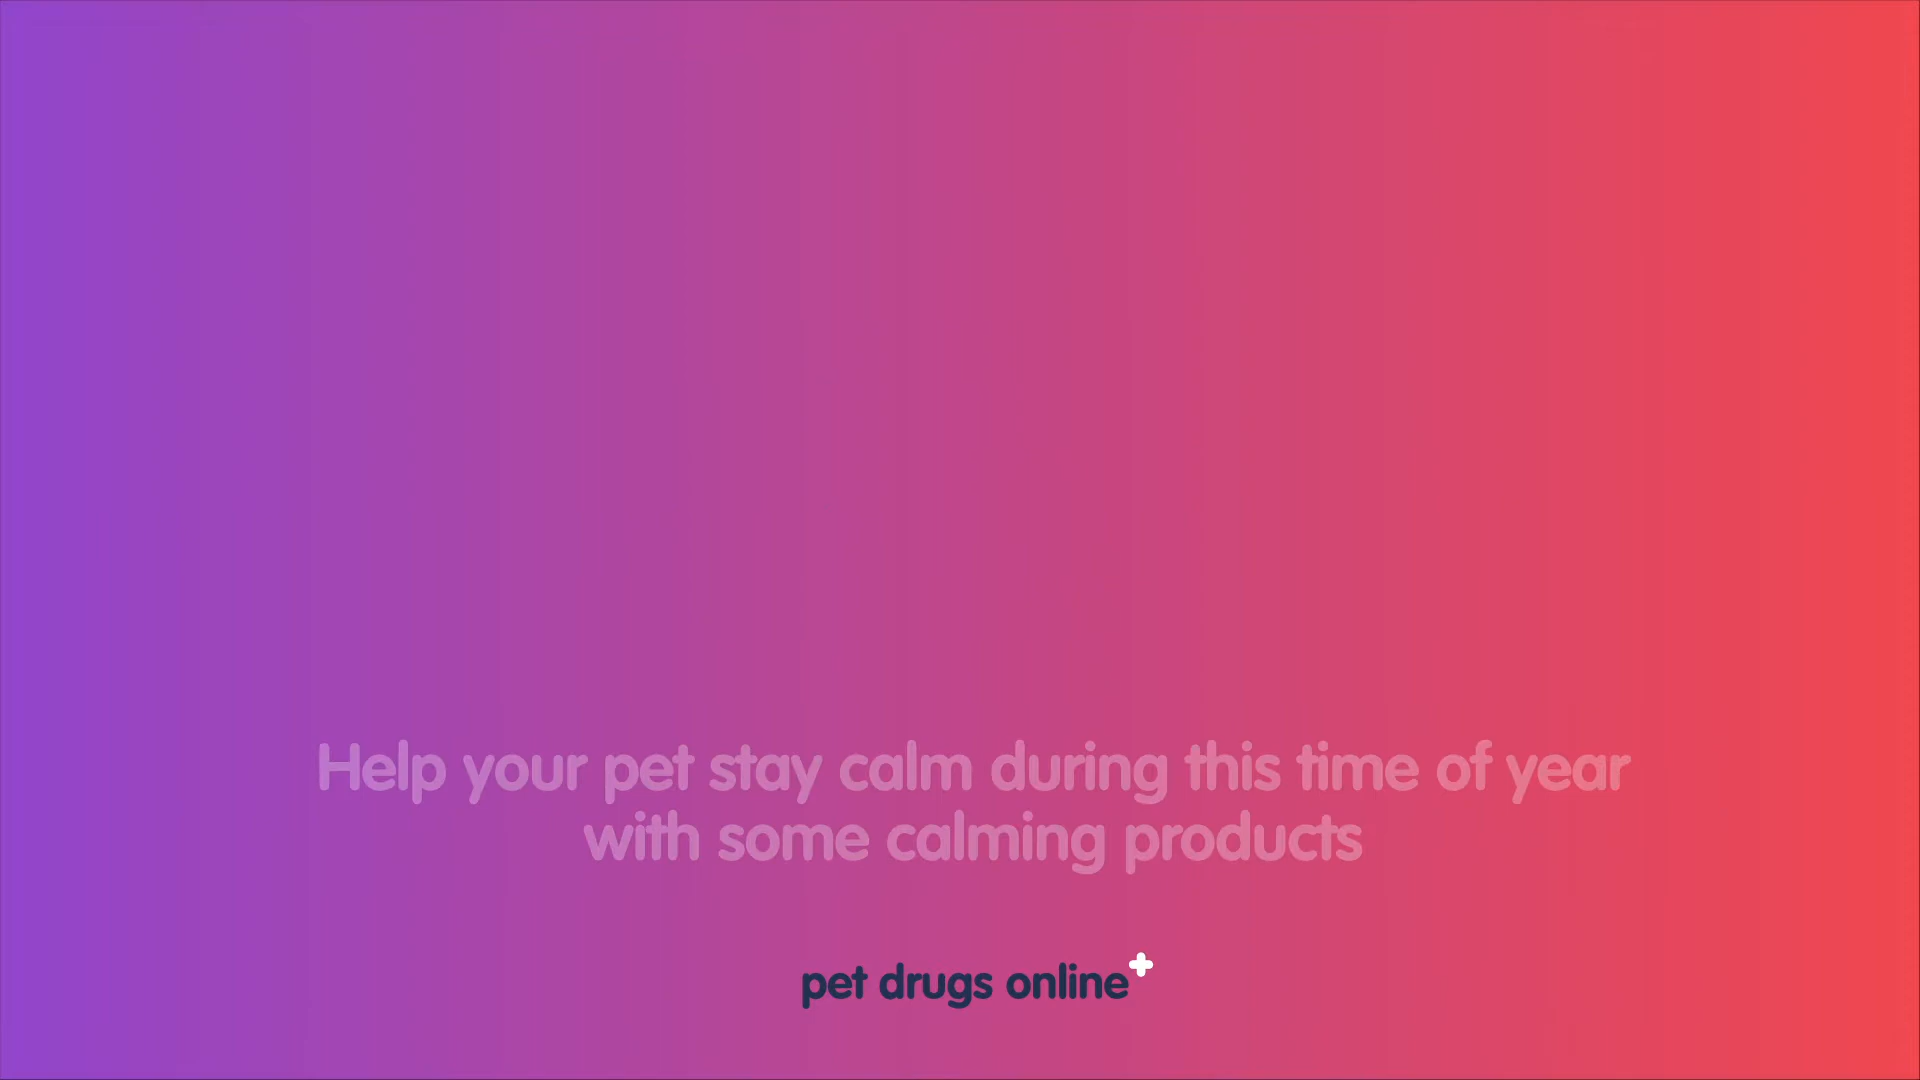 Help your pet stay calm during this time of year
with some calming products
pet drugs online